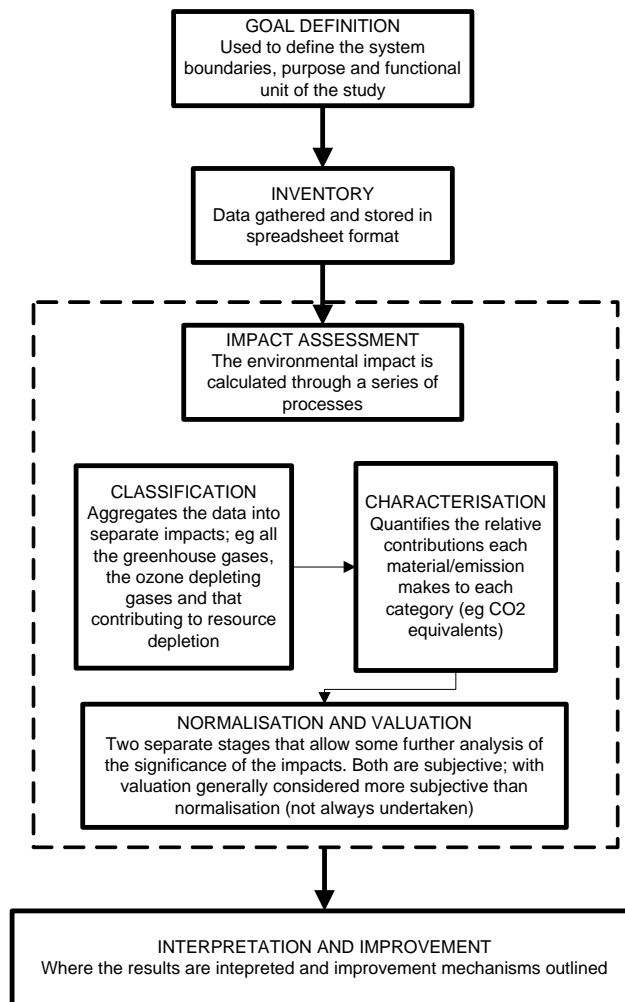 GOAL DEFINITION
Used to define the system
boundaries, purpose and functional
unit of the study
INVENTORY
Data gathered and stored in
spreadsheet format
IMPACT ASSESSMENT
The environmental impact is
calculated through a series of
processes
CLASSIFICATION
Aggregates the data into
separate impacts; eg all
the greenhouse gases,
the ozone depleting
gases and that
contributing to resource
depletion
CHARACTERISATION
Quantifies the relative
contributions each
material/emission
makes to each
category (eg CO2
equivalents)
NORMALISATION AND VALUATION
Two separate stages that allow some further analysis of
the significance of the impacts. Both are subjective; with
valuation generally considered more subjective than
normalisation (not always undertaken)
INTERPRETATION AND IMPROVEMENT
Where the results are intepreted and improvement mechanisms outlined